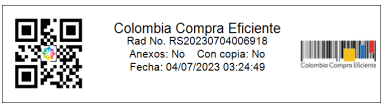 Colombia Compra Eficiente
Rad No. RS20230704006918
Anexos: No Con copia: No
Fecha: 04/07/2023 03:24:49
Colombia Compra Eficiente